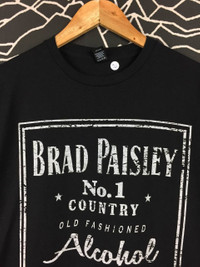 BRAD PAISLEY
No. 1
COUNTRY
OLD FASHIONED
Alcohol